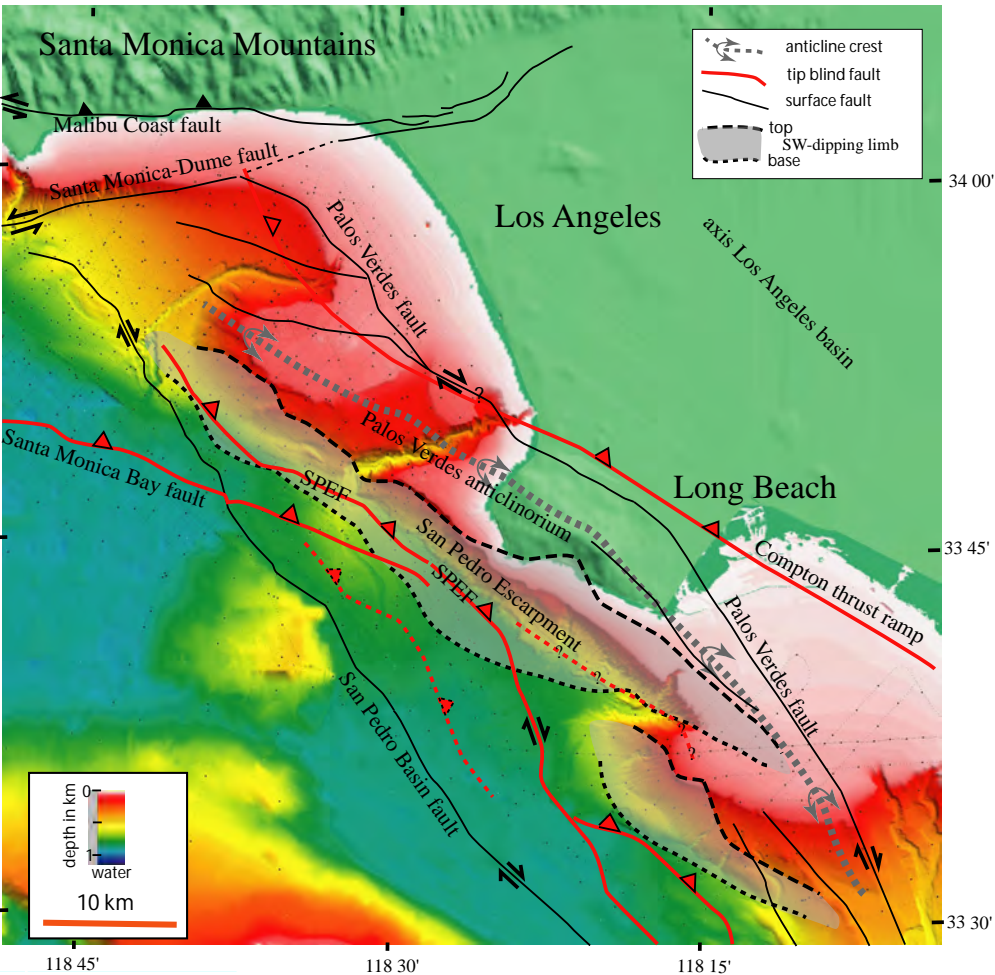 Santa Monica Mountains
anticline crest
tip blind fault
surface fault
top
SW-dipping limb
base
Malibu Coast fault
Santa Monica-Dume fault
34 00'
Los Angeles
axis Los Angeles basin
Palos Verdes fault
?
Palos Verdes anticlinorium
Santa Monica Bay fault
SPEF
Long Beach
San Pedro Escarpment
SPEF
33 45'
Compton thrust ramp
Palos Verdes fault
?
?
?
San Pedro Basin fault
0
depth in km
1
water
10 km
33 30'
118 45'
118 30'
118 15'